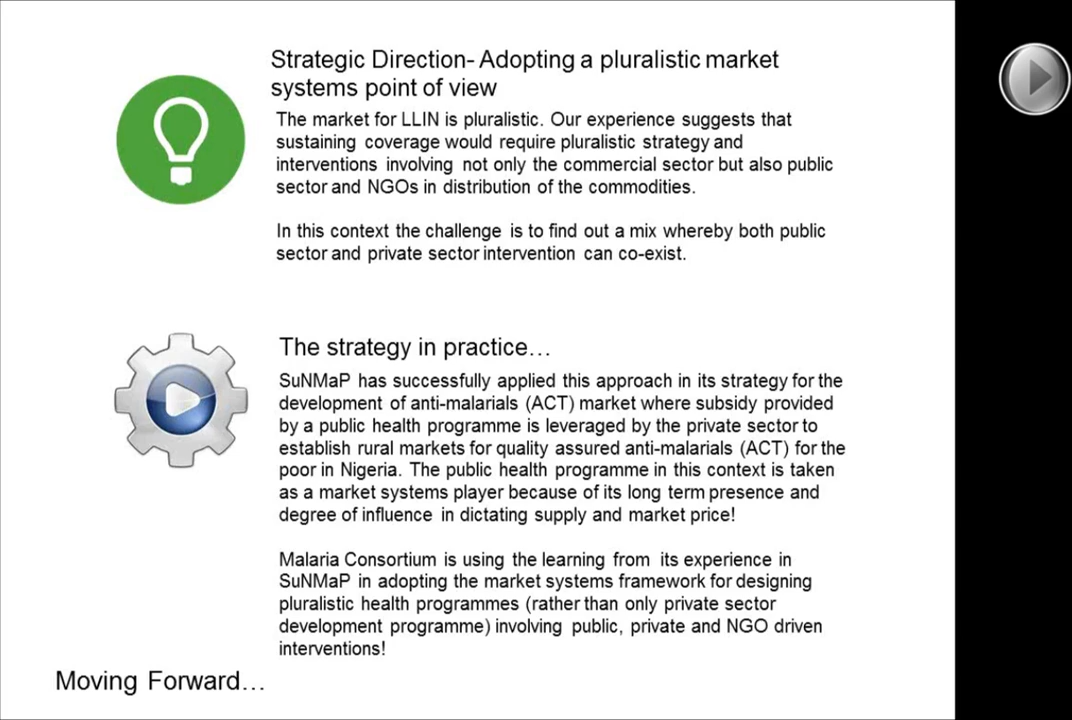 Strategic Direction- Adopting a pluralistic market
systems point of view
The market for LLIN is pluralistic. Our experience suggests that
sustaining coverage would require pluralistic strategy and
interventions involving not only the commercial sector but also public
sector and NGOs in distribution of the commodities.
In this context the challenge is to find out a mix whereby both public
sector and private sector intervention can co-exist.
The strategy in practice…
SuNMaP has successfully applied this approach in its strategy for the
development of anti-malarials (ACT) market where subsidy provided
by a public health programme is leveraged by the private sector to
establish rural markets for quality assured anti-malarials (ACT) for the
poor in Nigeria. The public health programme in this context is taken
as a market systems player because of its long term presence and
degree of influence in dictating supply and market price!
Malaria Consortium is using the learning from its experience in
SuNMaP in adopting the market systems framework for designing
pluralistic health programmes (rather than only private sector
development programme) involving public, private and NGO driven
interventions!
Moving Forward…